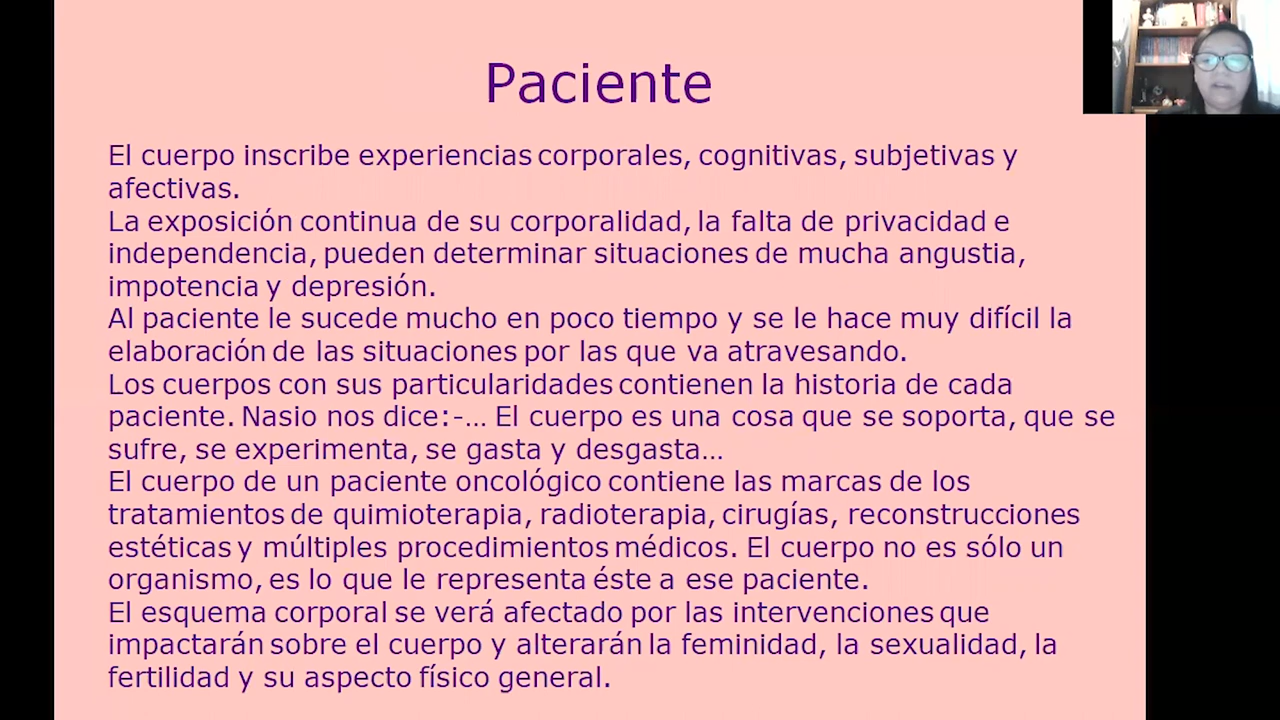 Paciente
El cuerpo inscribe experiencias corporales, cognitivas, subjetivas y
afectivas.
La exposición continua de su corporalidad, la falta de privacidad e
independencia, pueden determinar situaciones de mucha angustia,
impotencia y depresión.
Al paciente le sucede mucho en poco tiempo y se le hace muy difícil la
elaboración de las situaciones por las que va atravesando.
Los cuerpos con sus particularidades contienen la historia de cada
paciente. Nasio nos dice:-... El cuerpo es una cosa que se soporta, que se
sufre, se experimenta, se gasta y desgasta...
El cuerpo de un paciente oncológico contiene las marcas de los
tratamientos de quimioterapia, radioterapia, cirugías, reconstrucciones
estéticas y múltiples procedimientos médicos. El cuerpo no es sólo un
organismo, es lo que le representa éste a ese paciente.
El esquema corporal se verá afectado por las intervenciones que
impactarán sobre el cuerpo y alterarán la feminidad, la sexualidad, la
fertilidad y su aspecto físico general.